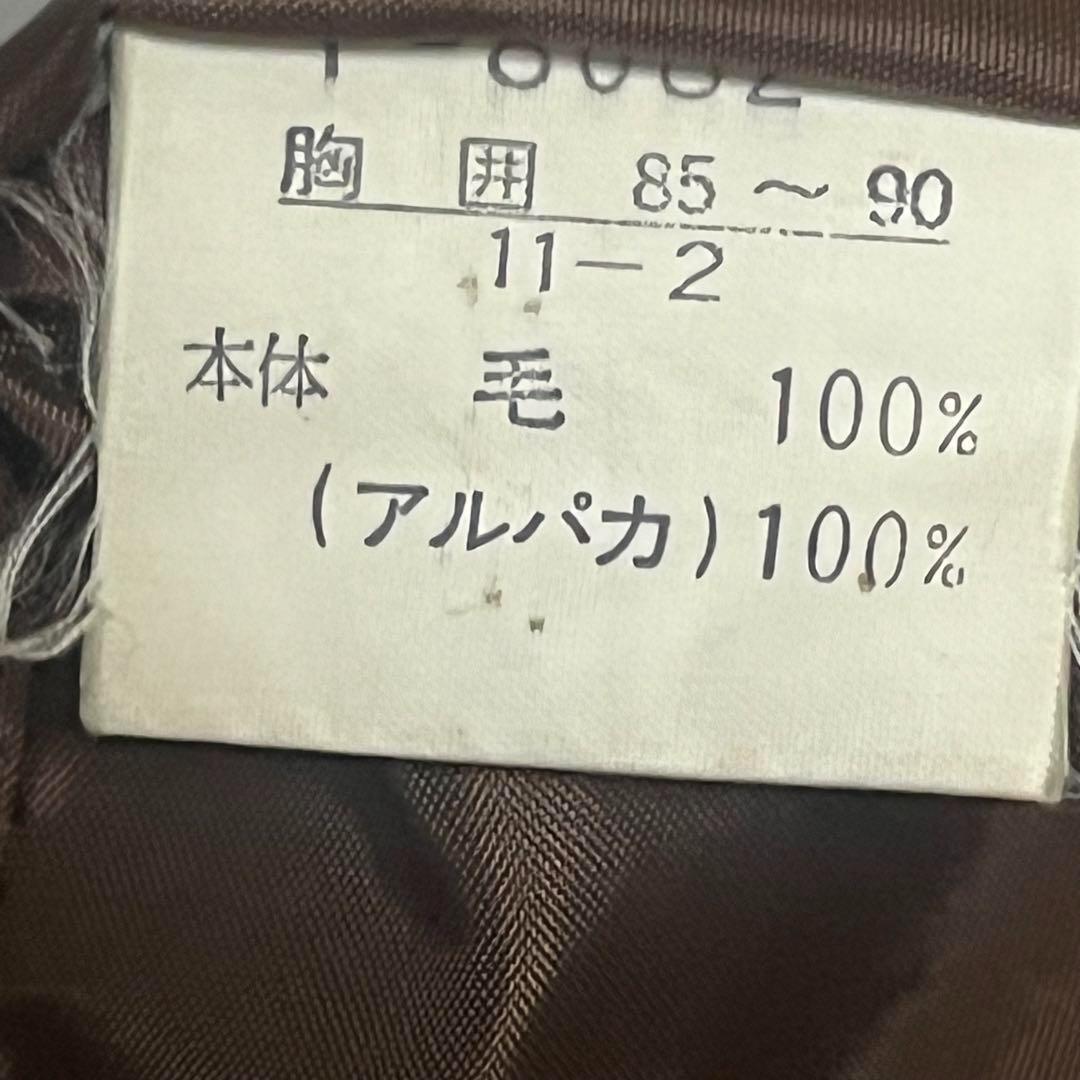 胸 囲 85 ～ 90
11－2
本体 毛 100%
(アルパカ) 100%